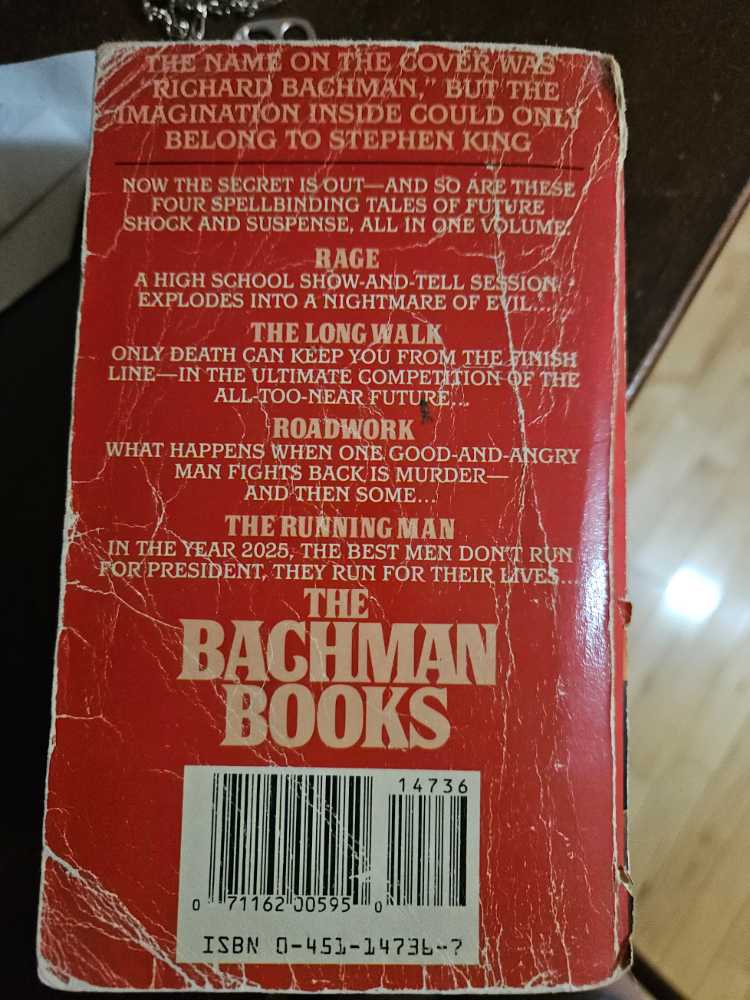 THE NAME ON THE COVER WAS
"RICHARD BACHMAN," BUT THE
IMAGINATION INSIDE COULD ONLY
BELONG TO STEPHEN KING
NOW THE SECRET IS OUT—AND SO ARE THESE
FOUR SPELLBINDING TALES OF FUTURE
SHOCK AND SUSPENSE, ALL IN ONE VOLUME:
RAGE
A HIGH SCHOOL SHOW-AND-TELL SESSION
EXPLODES INTO A NIGHTMARE OF EVIL...
THE LONG WALK
ONLY DEATH CAN KEEP YOU FROM THE FINISH
LINE—IN THE ULTIMATE COMPETITION OF THE
ALL-TOO-NEAR FUTURE...
ROADWORK
WHAT HAPPENS WHEN ONE GOOD-AND-ANGRY
MAN FIGHTS BACK IS MURDER—
AND THEN SOME...
THE RUNNING MAN
IN THE YEAR 2025, THE BEST MEN DON'T RUN
FOR PRESIDENT, THEY RUN FOR THEIR LIVES...
THE
BACHMAN
BOOKS
14736
0 71162 00595 0
ISBN 0-451-14736-7